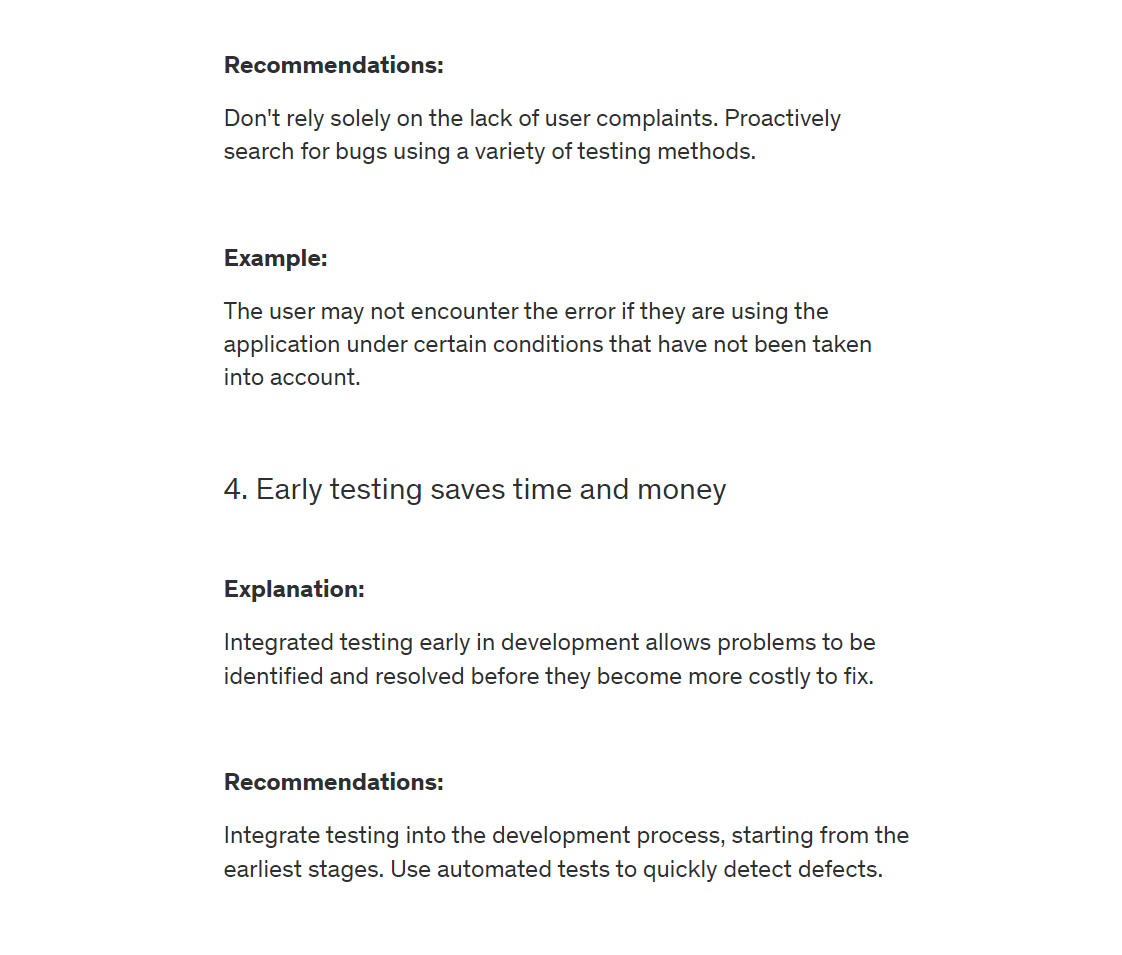 Recommendations:
Don't rely solely on the lack of user complaints. Proactively
search for bugs using a variety of testing methods.
Example:
The user may not encounter the error if they are using the
application under certain conditions that have not been taken
into account.
4. Early testing saves time and money
Explanation:
Integrated testing early in development allows problems to be
identified and resolved before they become more costly to fix.
Recommendations:
Integrate testing into the development process, starting from the
earliest stages. Use automated tests to quickly detect defects.